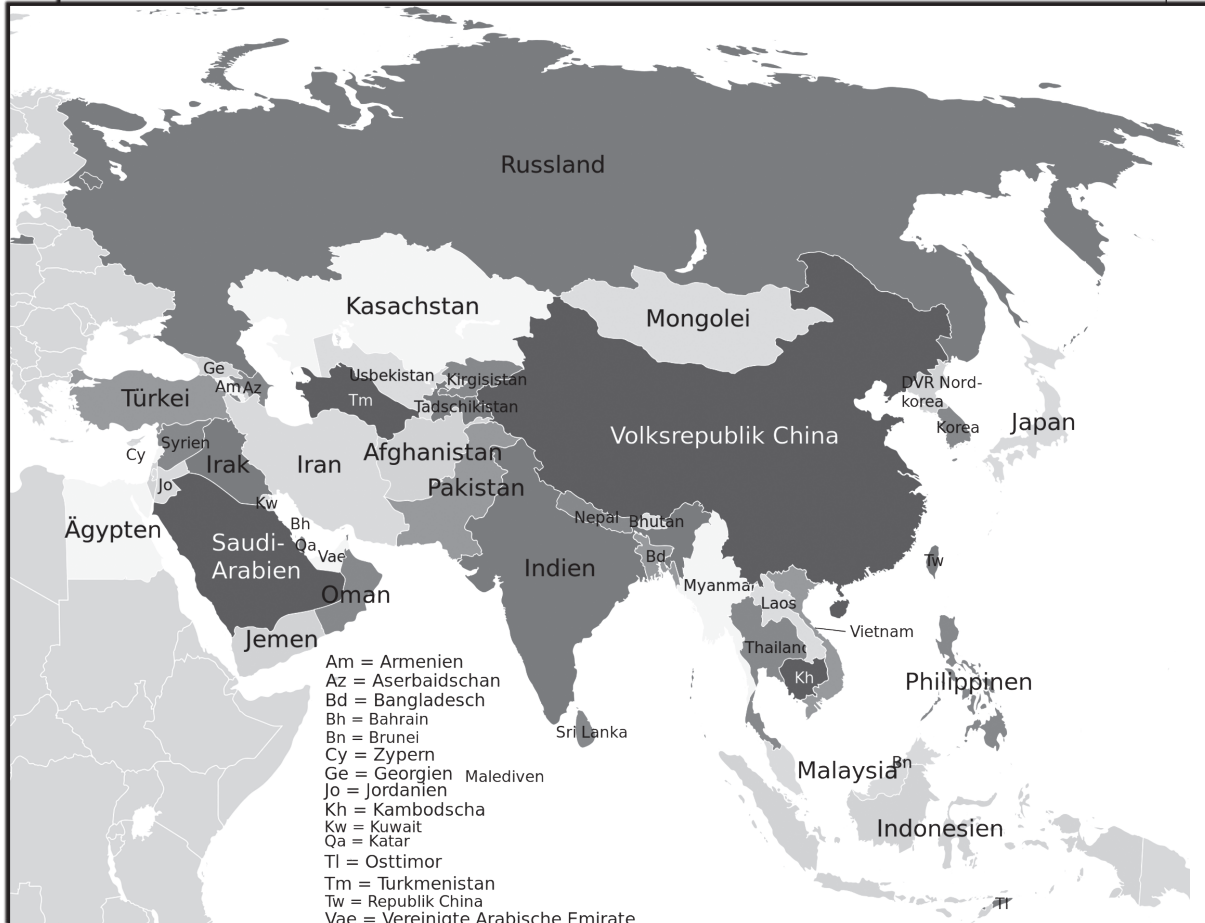 Russland
Kasachstan
Mongolei
Ge
Usbekistan
Kirgisistan
Am
Az
DVR Nord-
korea
Türkei
Tm
Tadschikistan
Korea
Japan
Volksrepublik China
Syrien
Cy
Irak
Iran
Afghanistan
Jo
Pakistan
Kw
Nepal
Bhutan
Ägypten
Bh
Qa
Vae
Saudi-
Arabien
Bd
Tw
Indien
Myanmar
Oman
Laos
Vietnam
Jemen
Thailand
Kh
Philippinen
Sri Lanka
Bn
Malaysia
Malediven
Indonesien
Tl
Am = Armenien
Az = Aserbaidschan
Bd = Bangladesch
Bh = Bahrain
Bn = Brunei
Cy = Zypern
Ge = Georgien
Jo = Jordanien
Kh = Kambodscha
Kw = Kuwait
Qa = Katar
Tl = Osttimor
Tm = Turkmenistan
Tw = Republik China
Vae = Vereinigte Arabische Emirate